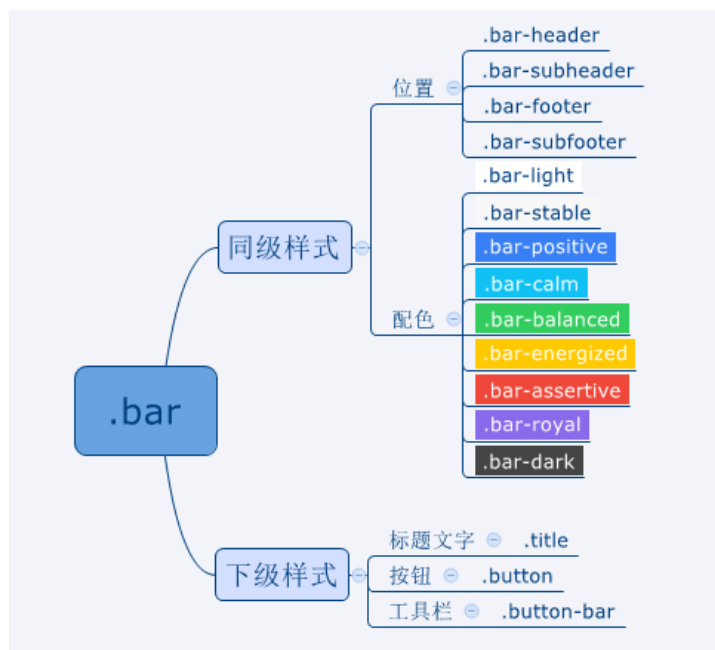 .bar
同级样式
位置
.bar-header
.bar-subheader
.bar-footer
.bar-subfooter
配色
.bar-light
.bar-stable
.bar-positive
.bar-calm
.bar-balanced
.bar-energized
.bar-assertive
.bar-royal
.bar-dark
下级样式
标题文字 .title
按钮 .button
工具栏 .button-bar